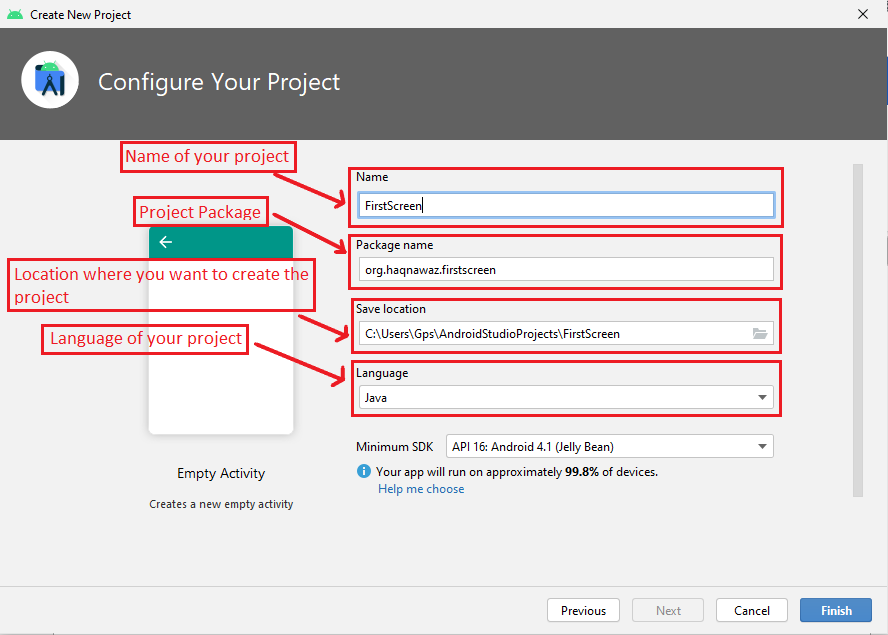 Create New Project
Configure Your Project
Name of your project
Name
FirstScreen
Project Package
Package name
org.haqnawaz.firstscreen
Location where you want to create the
project
Save location
C:\Users\Gps\AndroidStudioProjects\FirstScreen
Language of your project
Language
Java
Minimum SDK API 16: Android 4.1 (Jelly Bean)
Your app will run on approximately 99.8% of devices.
Help me choose
Empty Activity
Creates a new empty activity
Previous Next Cancel Finish